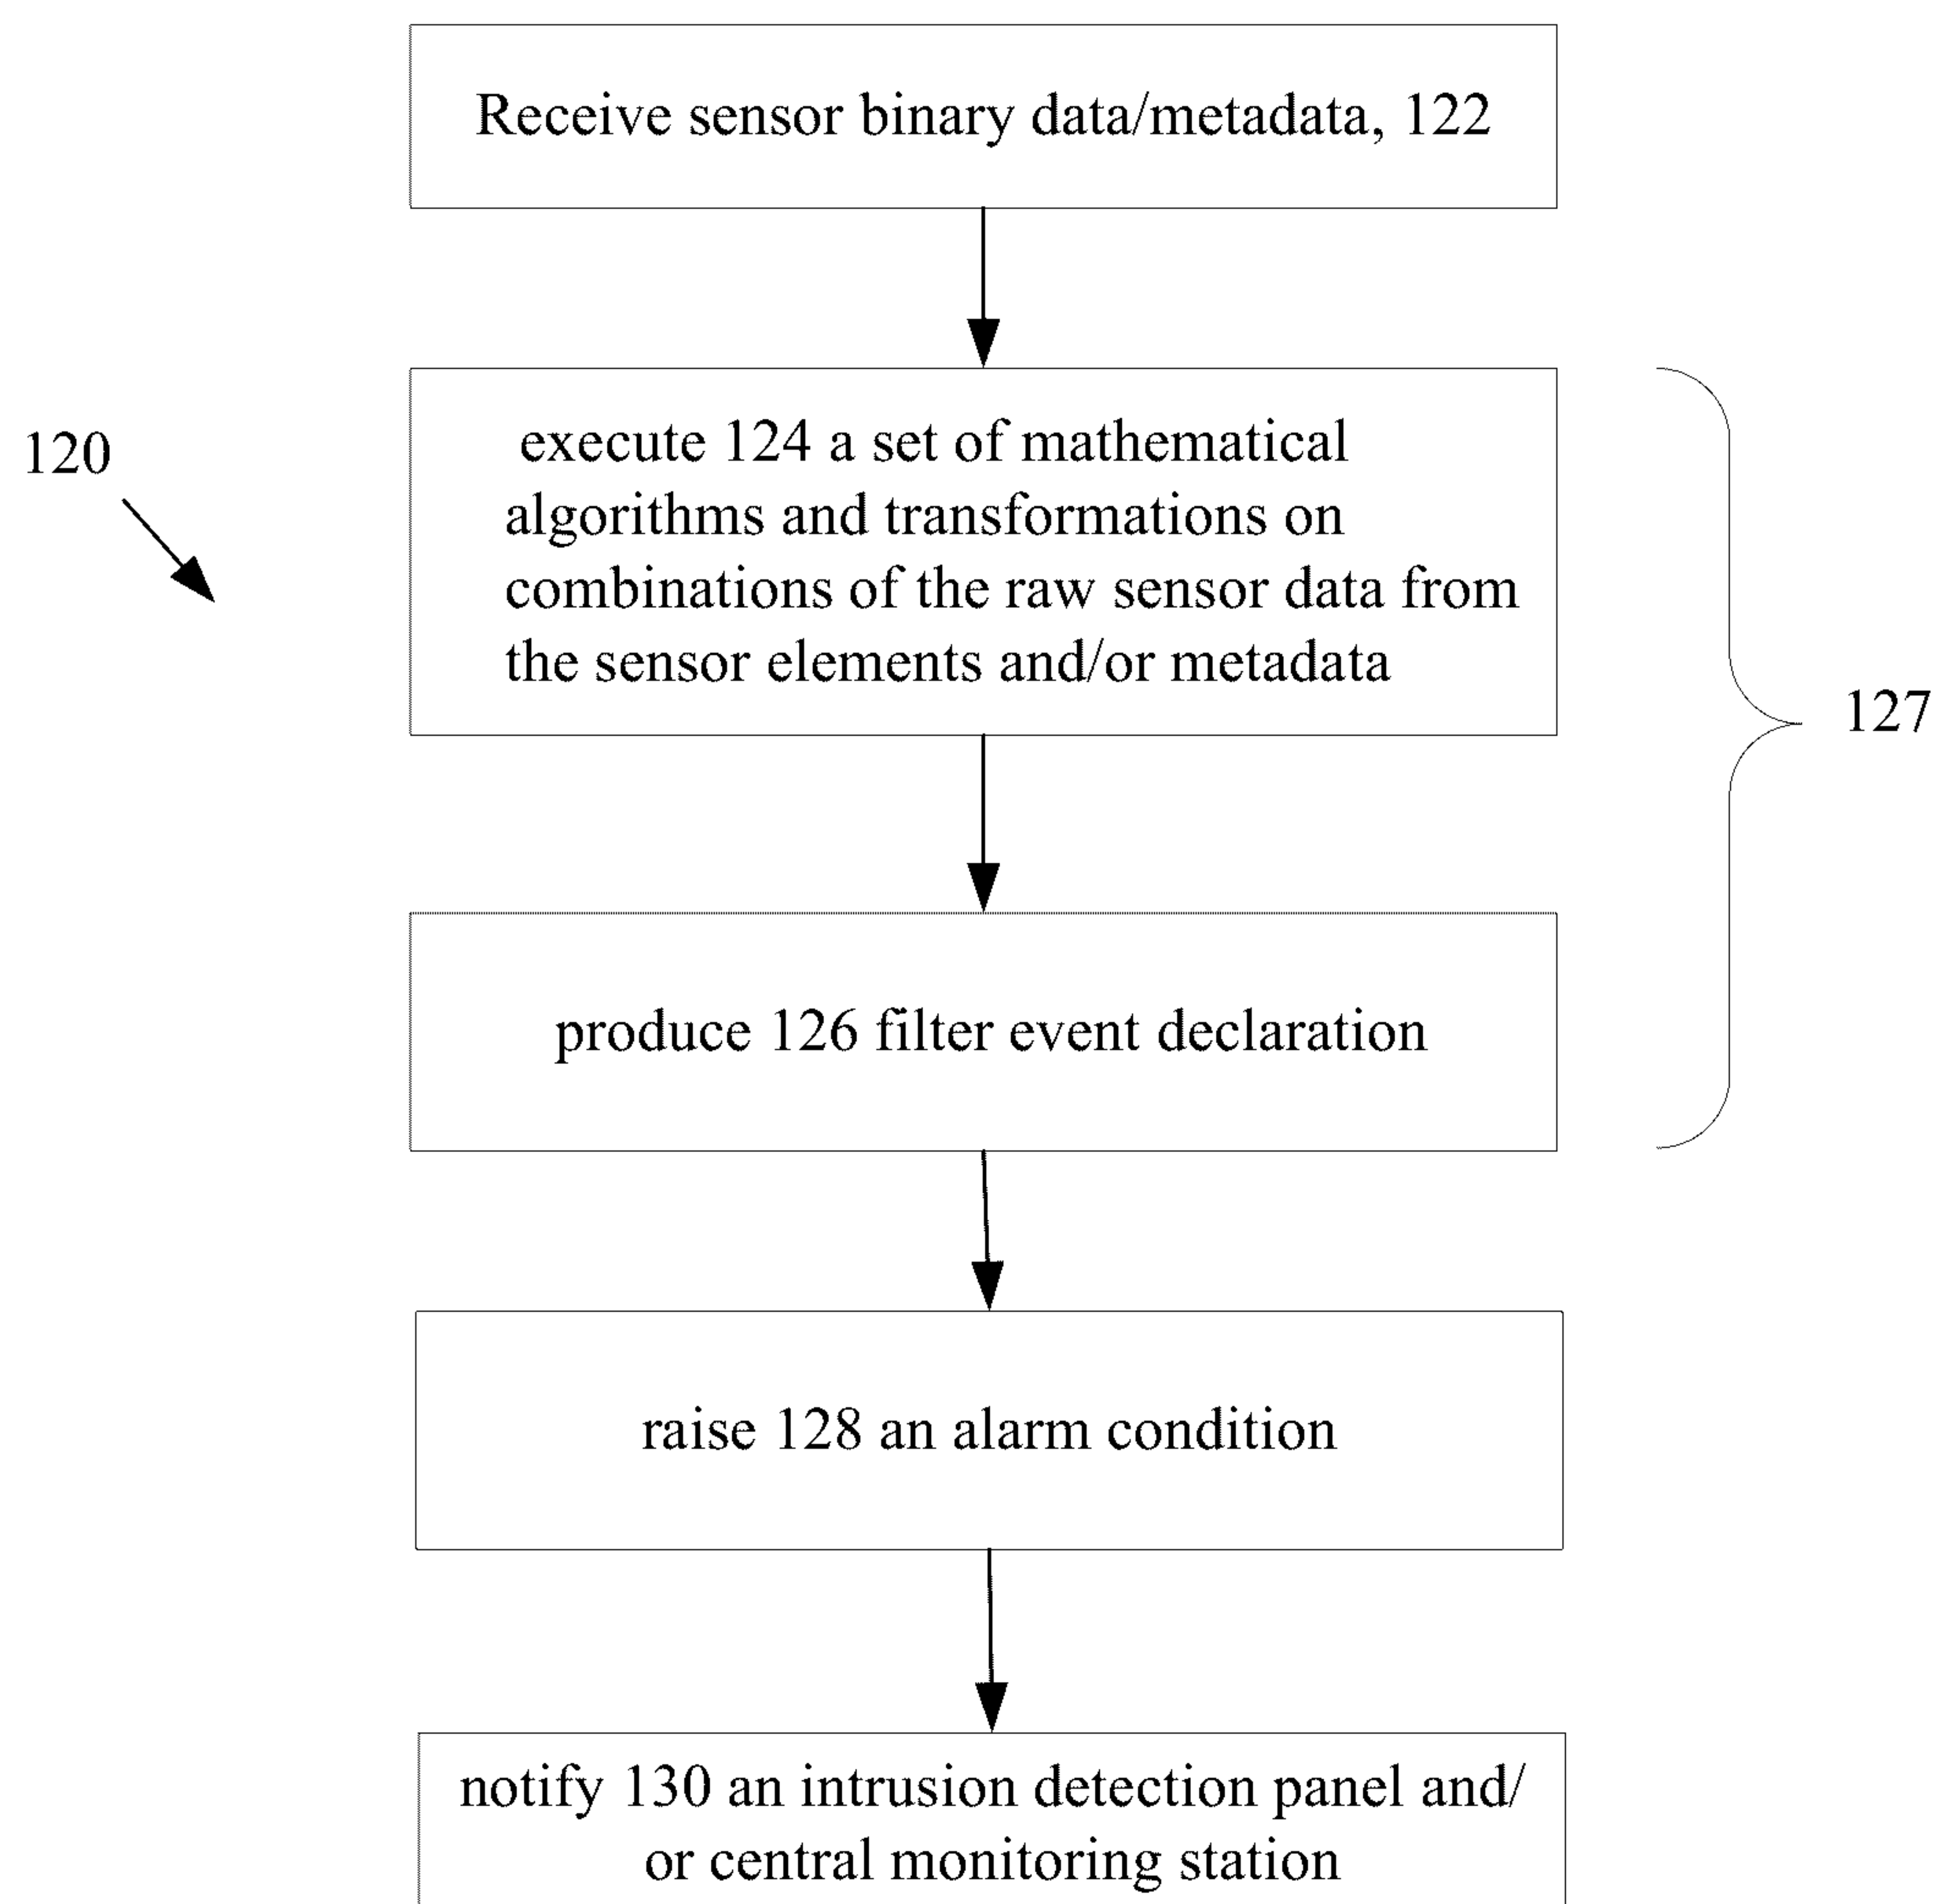 Receive sensor binary data/metadata, 122
120
execute 124 a set of mathematical
algorithms and transformations on
combinations of the raw sensor data from
the sensor elements and/or metadata
127
produce 126 filter event declaration
raise 128 an alarm condition
notify 130 an intrusion detection panel and/
or central monitoring station